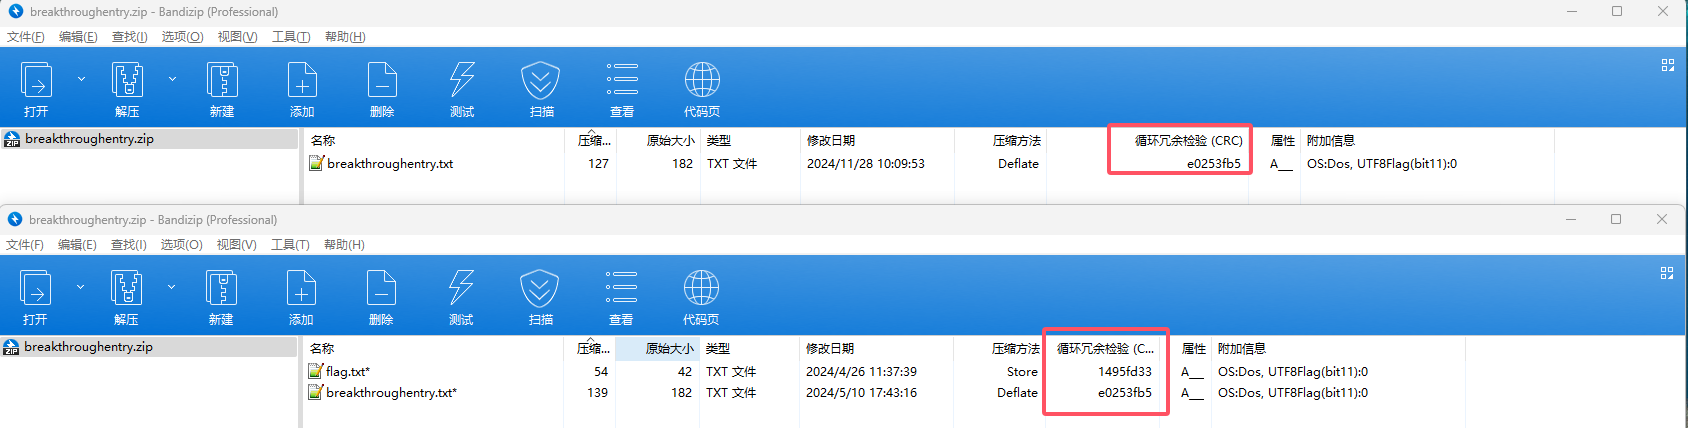 breakthroughentry.zip - Bandizip (Professional)
文件(F) 编辑(E) 查找(I) 选项(O) 视图(V) 工具(T) 帮助(H)
打开 解压 新建 添加 删除 测试 扫描 查看 代码页
breakthroughentry.zip 名称 压缩... 原始大小 类型 修改日期 压缩方法 循环冗余检验 (CRC) 属性 附加信息
breakthroughentry.txt 127 182 TXT 文件 2024/11/28 10:09:53 Deflate e0253fb5 A__ OS:Dos, UTF8Flag(bit11):0
breakthroughentry.zip - Bandizip (Professional)
文件(F) 编辑(E) 查找(I) 选项(O) 视图(V) 工具(T) 帮助(H)
打开 解压 新建 添加 删除 测试 扫描 查看 代码页
breakthroughentry.zip 名称 压缩... 原始大小 类型 修改日期 压缩方法 循环冗余检验 (C... 属性 附加信息
flag.txt* 54 42 TXT 文件 2024/4/26 11:37:39 Store 1495fd33 A__ OS:Dos, UTF8Flag(bit11):0
breakthroughentry.txt* 139 182 TXT 文件 2024/5/10 17:43:16 Deflate e0253fb5 A__ OS:Dos, UTF8Flag(bit11):0